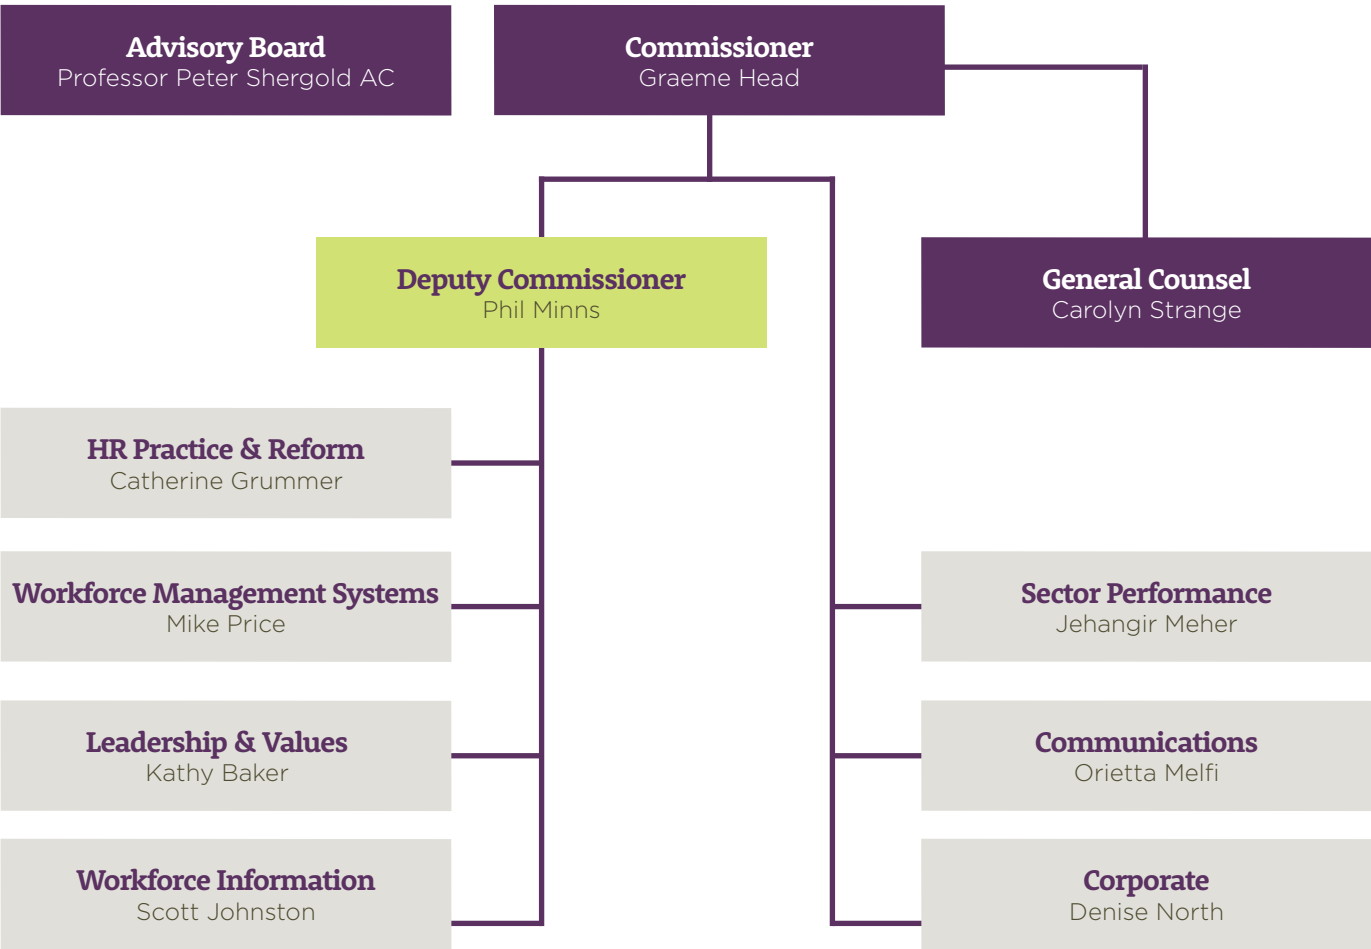 Advisory Board
Professor Peter Shergold AC
Commissioner
Graeme Head
Deputy Commissioner
Phil Minns
General Counsel
Carolyn Strange
HR Practice & Reform
Catherine Grummer
Workforce Management Systems
Mike Price
Sector Performance
Jehangir Meher
Leadership & Values
Kathy Baker
Communications
Orietta Melfi
Workforce Information
Scott Johnston
Corporate
Denise North